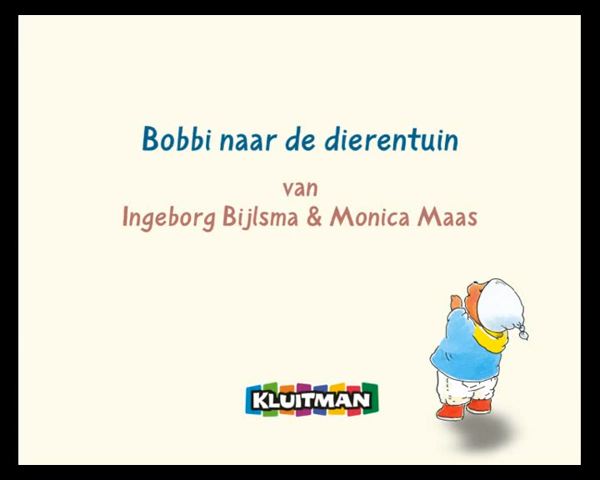 Bobbi naar de dierentuin
van
Ingeborg Bijlsma & Monica Maas
KLUITMAN